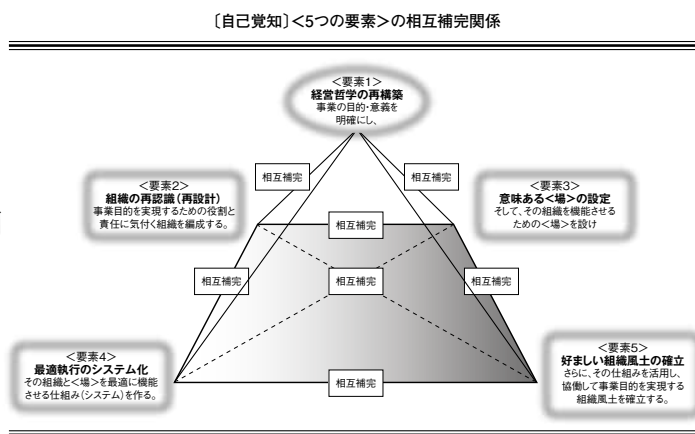 〔自己覚知〕<5つの要素>の相互補完関係
<要素1>
経営哲学の再構築
事業の目的・意義を
明確にし、
相互補完
相互補完
<要素2>
組織の再認識(再設計)
事業目的を実現するための役割と
責任に気付く組織を編成する。
<要素3>
意味ある<場>の設定
そして、その組織を機能させる
ための<場>を設け
相互補完
相互補完
相互補完
相互補完
<要素4>
最適執行のシステム化
その組織と<場>を最適に機能
させる仕組み(システム)を作る。
相互補完
<要素5>
好ましい組織風土の確立
さらに、その仕組みを活用し、
協働して事業目的を実現する
組織風土を確立する。